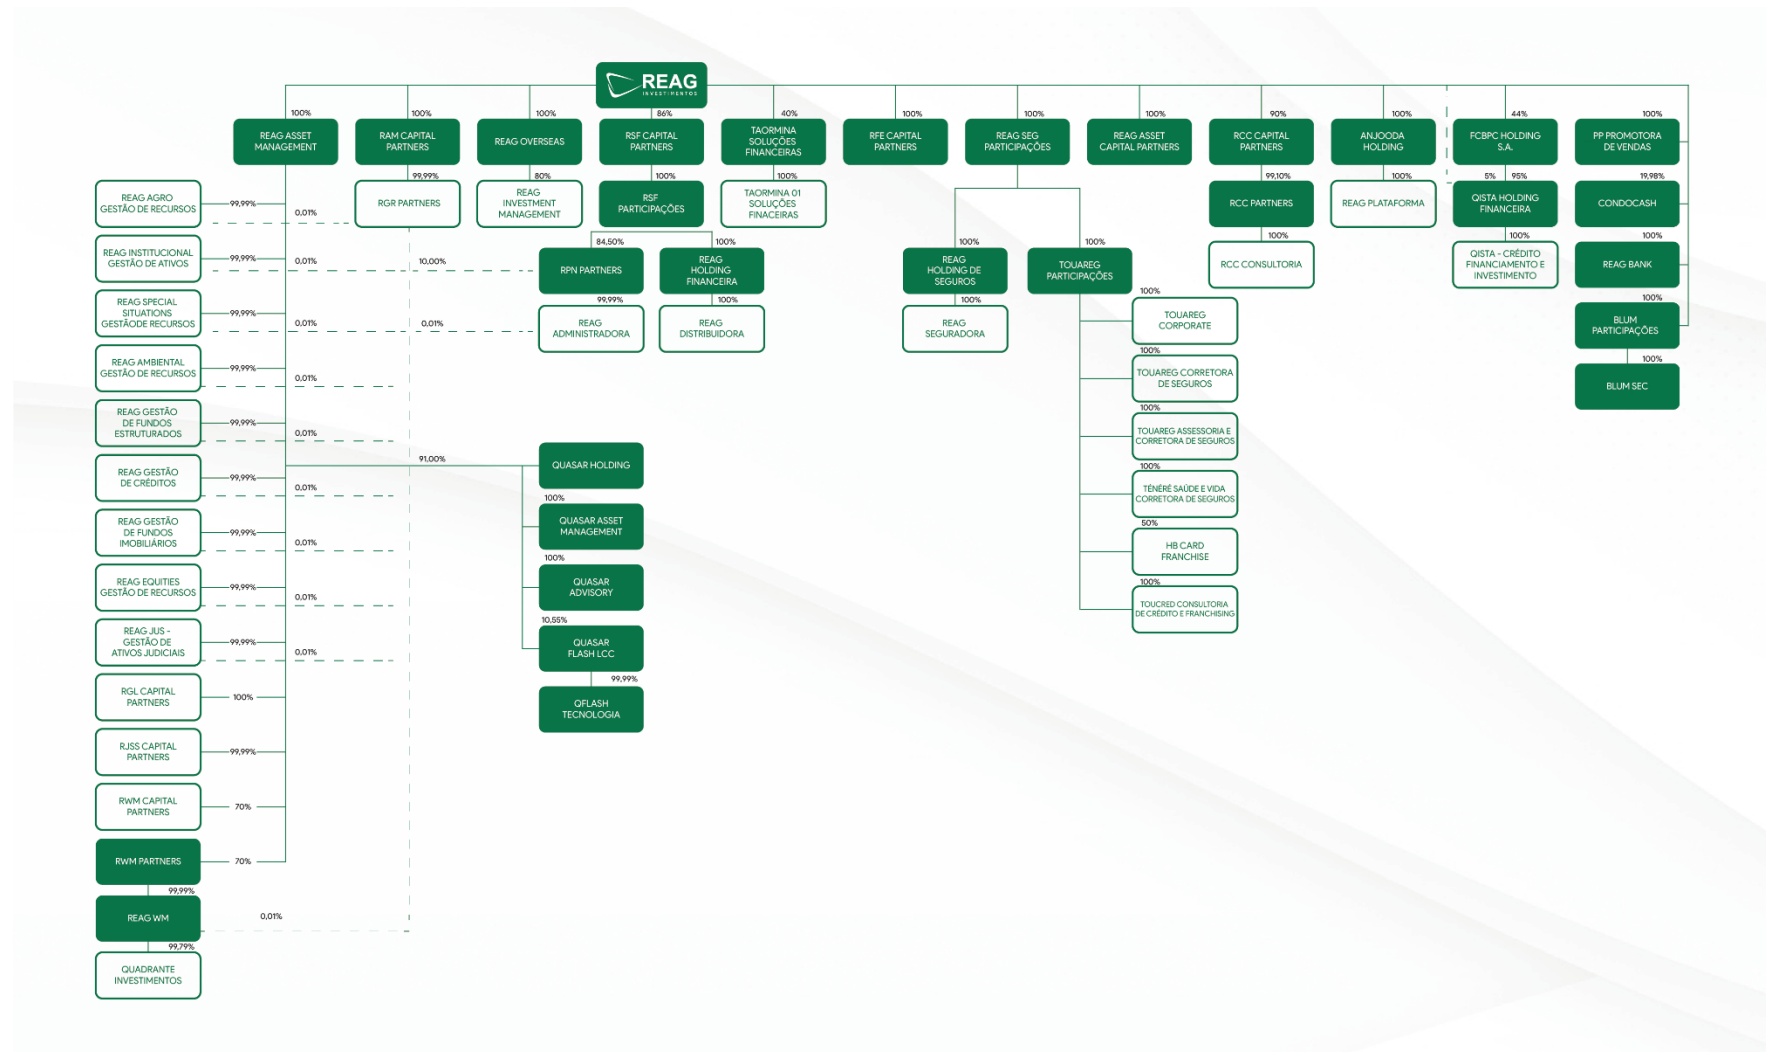 REAG
INVESTIMENTOS
100%
100%
100%
86%
40%
100%
100%
100%
90%
100%
44%
100%
REAG ASSET
MANAGEMENT
RAM CAPITAL
PARTNERS
REAG OVERSEAS
RSF CAPITAL
PARTNERS
TAORMINA
SOLUÇÕES
FINANCEIRAS
RFE CAPITAL
PARTNERS
REAG SEG
PARTICIPAÇÕES
REAG ASSET
CAPITAL PARTNERS
RCC CAPITAL
PARTNERS
ANJOODA
HOLDING
FCBPC HOLDING
S.A.
PP PROMOTORA
DE VENDAS
99,99%
80%
100%
100%
99,10%
100%
5%
95%
19,98%
RGR PARTNERS
REAG
INVESTMENT
MANAGEMENT
RSF
PARTICIPAÇÕES
TAORMINA 01
SOLUÇÕES
FINACEIRAS
RCC PARTNERS
REAG PLATAFORMA
QISTA HOLDING
FINANCEIRA
CONDOCASH
84,50%
100%
100%
100%
100%
100%
100%
RPN PARTNERS
REAG
HOLDING
FINANCEIRA
REAG
HOLDING DE
SEGUROS
TOUAREG
PARTICIPAÇÕES
RCC CONSULTORIA
QISTA - CRÉDITO
FINANCIAMENTO E
INVESTIMENTO
REAG BANK
99,99%
100%
100%
100%
REAG
ADMINISTRADORA
REAG
DISTRIBUIDORA
REAG
SEGURADORA
BLUM
PARTICIPAÇÕES
100%
BLUM SEC
100%
TOUAREG
CORPORATE
100%
TOUAREG CORRETORA
DE SEGUROS
100%
TOUAREG ASSESSORIA E
CORRETORA DE SEGUROS
100%
TÉNÉRÉ SAÚDE E VIDA
CORRETORA DE SEGUROS
50%
HB CARD
FRANCHISE
100%
TOUCRED CONSULTORIA
DE CRÉDITO E FRANCHISING
REAG AGRO
GESTÃO DE RECURSOS
99,99%
0,01%
REAG INSTITUCIONAL
GESTÃO DE ATIVOS
99,99%
0,01%
10,00%
REAG SPECIAL
SITUATIONS
GESTÃODE RECURSOS
99,99%
0,01%
0,01%
REAG AMBIENTAL
GESTÃO DE RECURSOS
99,99%
0,01%
REAG GESTÃO
DE FUNDOS
ESTRUTURADOS
99,99%
0,01%
REAG GESTÃO
DE CRÉDITOS
99,99%
0,01%
REAG GESTÃO
DE FUNDOS
IMOBILIÁRIOS
99,99%
0,01%
REAG EQUITIES
GESTÃO DE RECURSOS
99,99%
0,01%
REAG JUS -
GESTÃO DE
ATIVOS JUDICIAIS
99,99%
0,01%
RGL CAPITAL
PARTNERS
100%
RJSS CAPITAL
PARTNERS
99,99%
RWM CAPITAL
PARTNERS
70%
RWM PARTNERS
70%
99,99%
REAG WM
0,01%
99,79%
QUADRANTE
INVESTIMENTOS
91,00%
QUASAR HOLDING
100%
QUASAR ASSET
MANAGEMENT
100%
QUASAR
ADVISORY
10,55%
QUASAR
FLASH LCC
99,99%
QFLASH
TECNOLOGIA